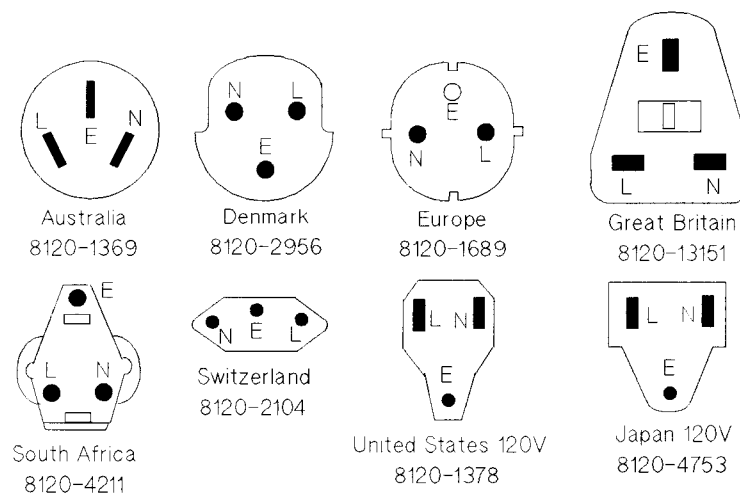 L E N
Australia
8120-1369
N L
E
Denmark
8120-2956
E
N L
Europe
8120-1689
E
L N
Great Britain
8120-13151
E
L N
South Africa
8120-4211
N E L
Switzerland
8120-2104
L N
E
United States 120V
8120-1378
L N
E
Japan 120V
8120-4753